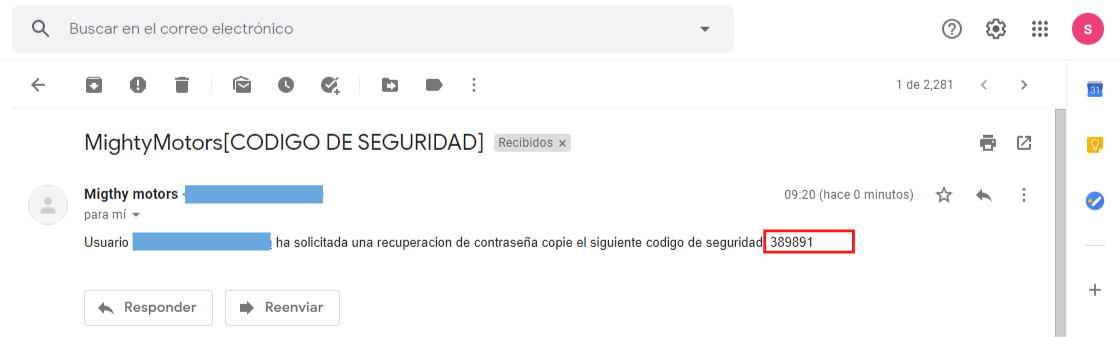 Buscar en el correo electrónico
S
1 de 2,281
31
MightyMotors[CODIGO DE SEGURIDAD] Recibidos x
Migthy motors 09:20 (hace 0 minutos)
para mí
Usuario ha solicitada una recuperacion de contraseña copie el siguiente codigo de seguridad 389891
Responder Reenviar